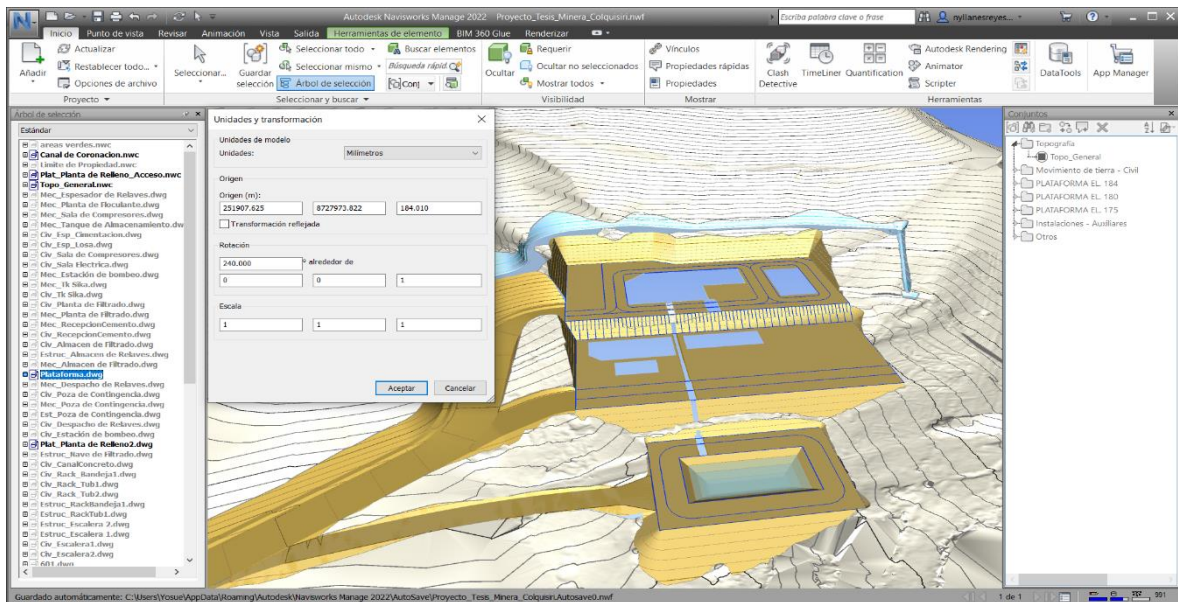 Autodesk Navisworks Manage 2022 Proyecto_Tesis_Minera_Colquisiri.nwf
Escriba palabra clave o frase
nyllanesreyes...
Inicio Punto de vista Revisar Animación Vista Salida Herramientas de elemento BIM 360 Glue Renderizar
Añadir
Actualizar
Restablecer todo...
Opciones de archivo
Proyecto
Seleccionar...
Guardar selección
Seleccionar todo
Seleccionar mismo
Árbol de selección
Buscar elementos
Búsqueda rápid
Conj
Seleccionar y buscar
Ocultar
Requerir
Ocultar no seleccionados
Mostrar todos
Visibilidad
Vínculos
Propiedades rápidas
Propiedades
Mostrar
Clash Detective
TimeLiner
Quantification
Autodesk Rendering
Animator
Scripter
DataTools
App Manager
Herramientas
Árbol de selección
Estándar
areas verdes.nwc
Canal de Coronacion.nwc
Limite de Propiedad.nwc
Plat_Planta de Relleno_Acceso.nwc
Topo_General.nwc
Mec_Espesador de Relaves.dwg
Mec_Planta de Floculante.dwg
Mec_Sala de Compresores.dwg
Mec_Tanque de Almacenamiento.dw
Civ_Esp_Cimentacion.dwg
Civ_Esp_Losa.dwg
Civ_Sala de Compresores.dwg
Civ_Sala Electrica.dwg
Mec_Estación de bombeo.dwg
Mec_Tk Sika.dwg
Civ_Tk Sika.dwg
Civ_Planta de Filtrado.dwg
Mec_Planta de Filtrado.dwg
Mec_RecepcionCemento.dwg
Civ_RecepcionCemento.dwg
Civ_Almacen de Filtrado.dwg
Estruc_Almacen de Relaves.dwg
Mec_Almacen de Filtrado.dwg
Plataforma.dwg
Mec_Despacho de Relaves.dwg
Civ_Poza de Contingencia.dwg
Mec_Poza de Contingencia.dwg
Est_Poza de Contingencia.dwg
Civ_Despacho de Relaves.dwg
Civ_Estación de bombeo.dwg
Plat_Planta de Relleno2.dwg
Estruc_Nave de Filtrado.dwg
Civ_CanalConcreto.dwg
Civ_Rack_Bandeja1.dwg
Civ_Rack_Tub1.dwg
Civ_Rack_Tub2.dwg
Estruc_RackBandeja1.dwg
Estruc_RackTub1.dwg
Estruc_Escalera 2.dwg
Estruc_Escalera 1.dwg
Civ_Escalera1.dwg
Civ_Escalera2.dwg
601.dwg
Unidades y transformación
Unidades de modelo
Unidades: Milímetros
Origen
Origen (m):
251907.625 8727973.822 184.010
Transformación reflejada
Rotación
240.000 ° alrededor de
0 0 1
Escala
1 1 1
Aceptar Cancelar
Conjuntos
Topografía
Topo_General
Movimiento de tierra - Civil
PLATAFORMA EL. 184
PLATAFORMA EL. 180
PLATAFORMA EL. 175
Instalaciones - Auxiliares
Otros
Guardado automáticamente: C:\Users\Yosue\AppData\Roaming\Autodesk\Navisworks Manage 2022\AutoSave\Proyecto_Tesis_Minera_Colquisiri.Autosave0.nwf
1 de 1
991